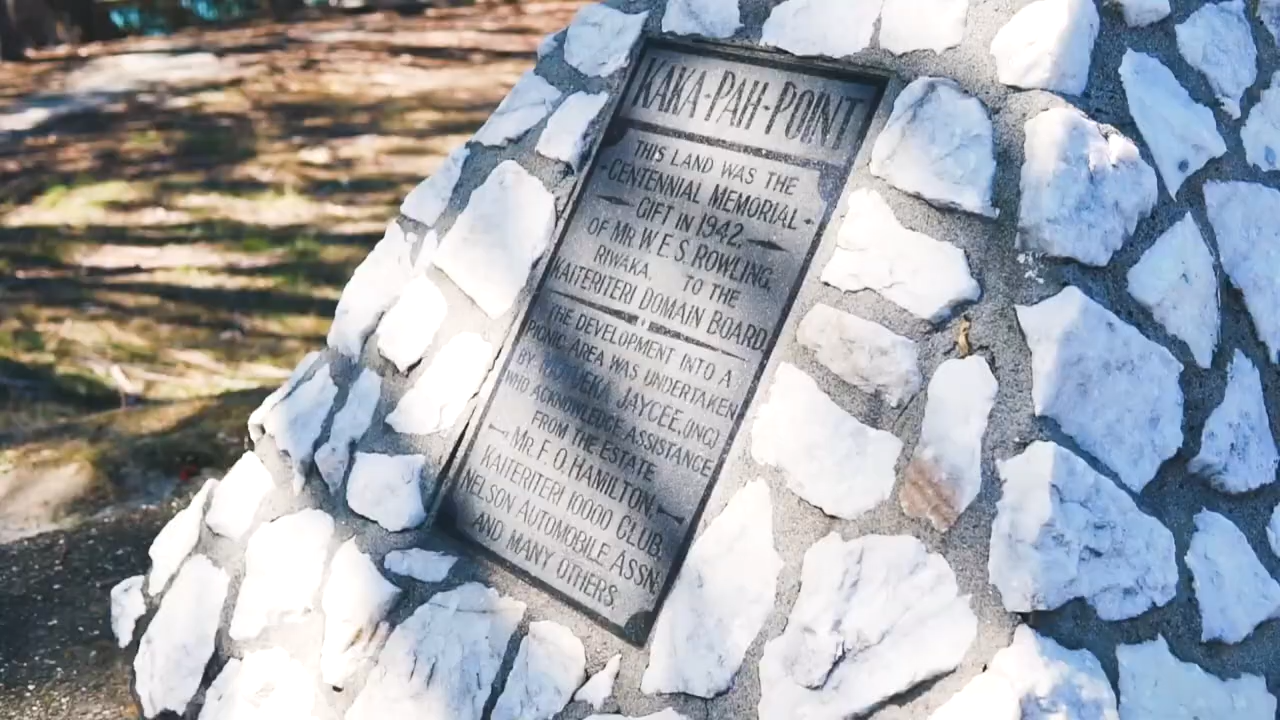 KAKA-PAH-POINT
THIS LAND WAS THE
-CENTENNIAL MEMORIAL-
GIFT IN 1942
OF MR W.E.S. ROWLING,
RIWAKA, TO THE
KAITERITERI DOMAIN BOARD
THE DEVELOPMENT INTO A
PICNIC AREA WAS UNDERTAKEN
BY JAYCEE, (INC)
WHO ACKNOWLEDGE ASSISTANCE
FROM THE ESTATE
MR. F. O. HAMILTON,
KAITERITERI 10000 CLUB,
NELSON AUTOMOBILE ASSN:
AND MANY OTHERS.